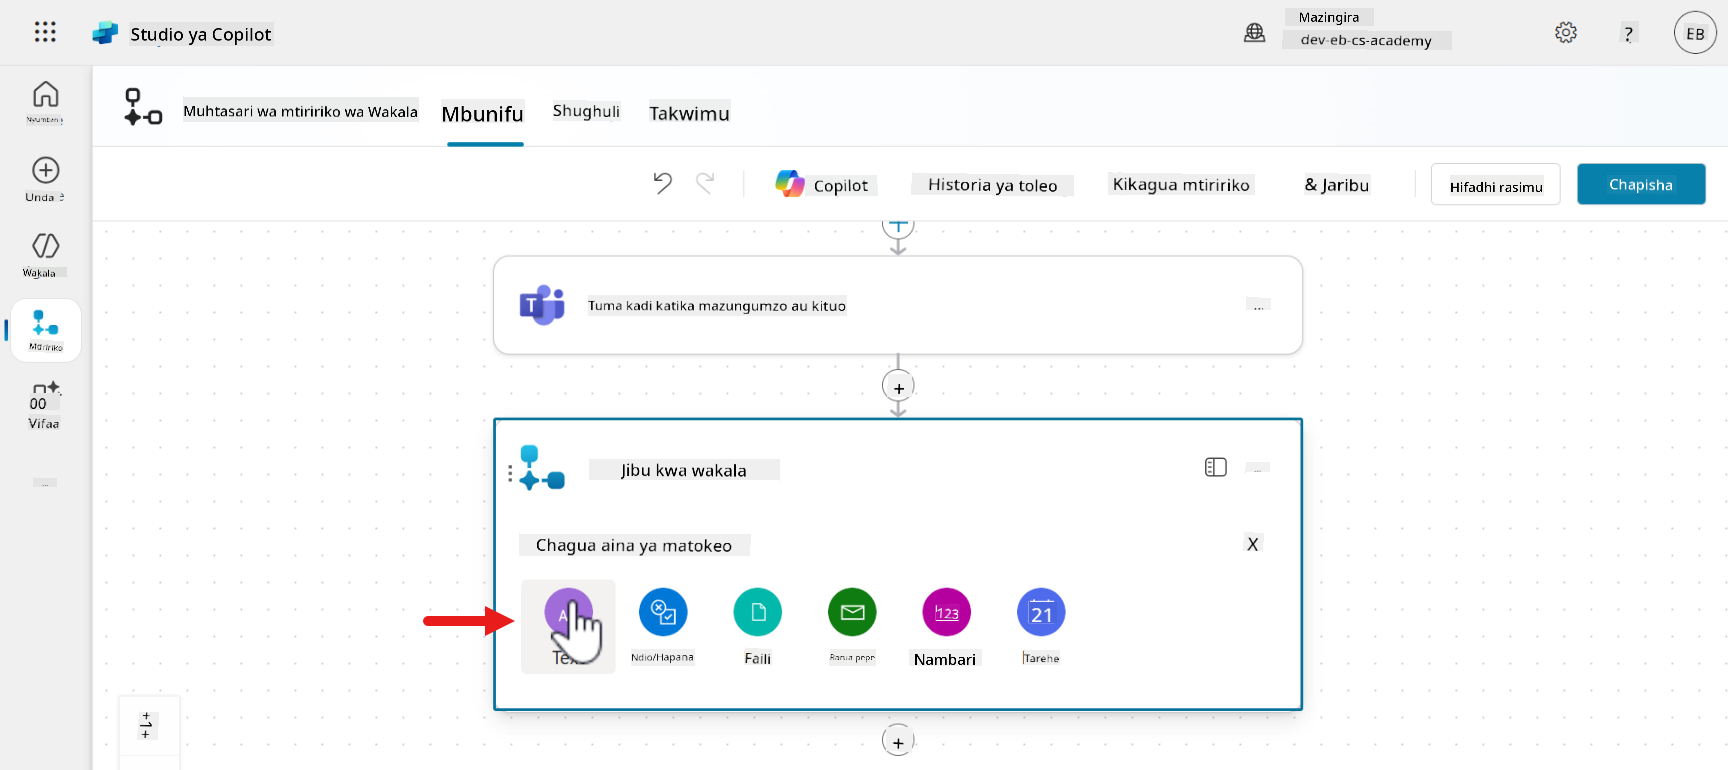 Studio ya Copilot
Mazingira
dev-eb-cs-academy
?
EB
Nyumbani
Muhtasari wa mtiririko wa Wakala
Mbunifu
Shughuli
Takwimu
Unda
Copilot
Historia ya toleo
Kikagua mtiririko
& Jaribu
Hifadhi rasimu
Chapisha
Wakala
Tuma kadi katika mazungumzo au kituo
...
Mtiririko
00
Vifaa
...
Jibu kwa wakala
...
Chagua aina ya matokeo
X
123
21
Ndio/Hapana
Faili
Barua pepe
Nambari
Tarehe